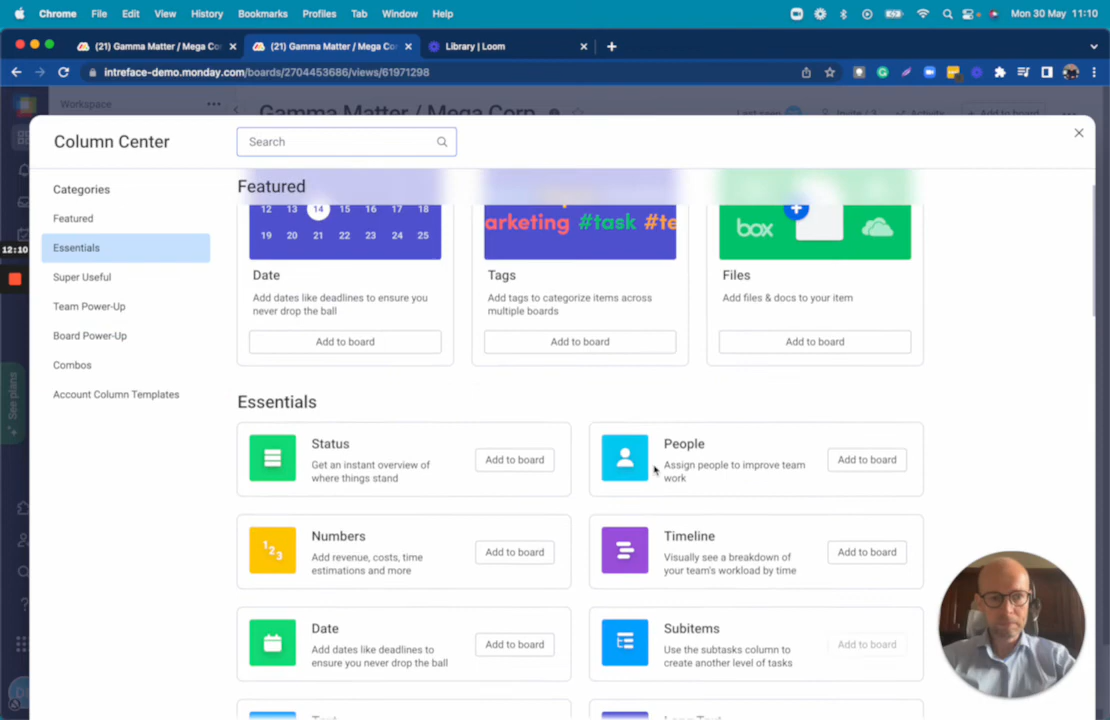 Chrome File Edit View History Bookmarks Profiles Tab Window Help
Mon 30 May 11:10
(21) Gamma Matter / Mega Cor
(21) Gamma Matter / Mega Cor
Library | Loom
intreface-demo.monday.com/boards/2704453686/views/61971298
Workspace
Gamma Matter / Mega Corp
Last seen
Invite / 3
Activity
Add to board
Column Center
Search
Categories
Featured
Essentials
Super Useful
Team Power-Up
Board Power-Up
Combos
Account Column Templates
12:10
See plans
Featured
12 13 14 15 16 17 18
19 20 21 22 23 24 25
Date
Add dates like deadlines to ensure you
never drop the ball
Add to board
arketing #task #te
Tags
Add tags to categorize items across
multiple boards
Add to board
box
Files
Add files & docs to your item
Add to board
Essentials
Status
Get an instant overview of
where things stand
Add to board
People
Assign people to improve team
work
Add to board
123
Numbers
Add revenue, costs, time
estimations and more
Add to board
Timeline
Visually see a breakdown of
your team's workload by time
Add to board
Date
Add dates like deadlines to
ensure you never drop the ball
Add to board
Subitems
Use the subtasks column to
create another level of tasks
Add to board